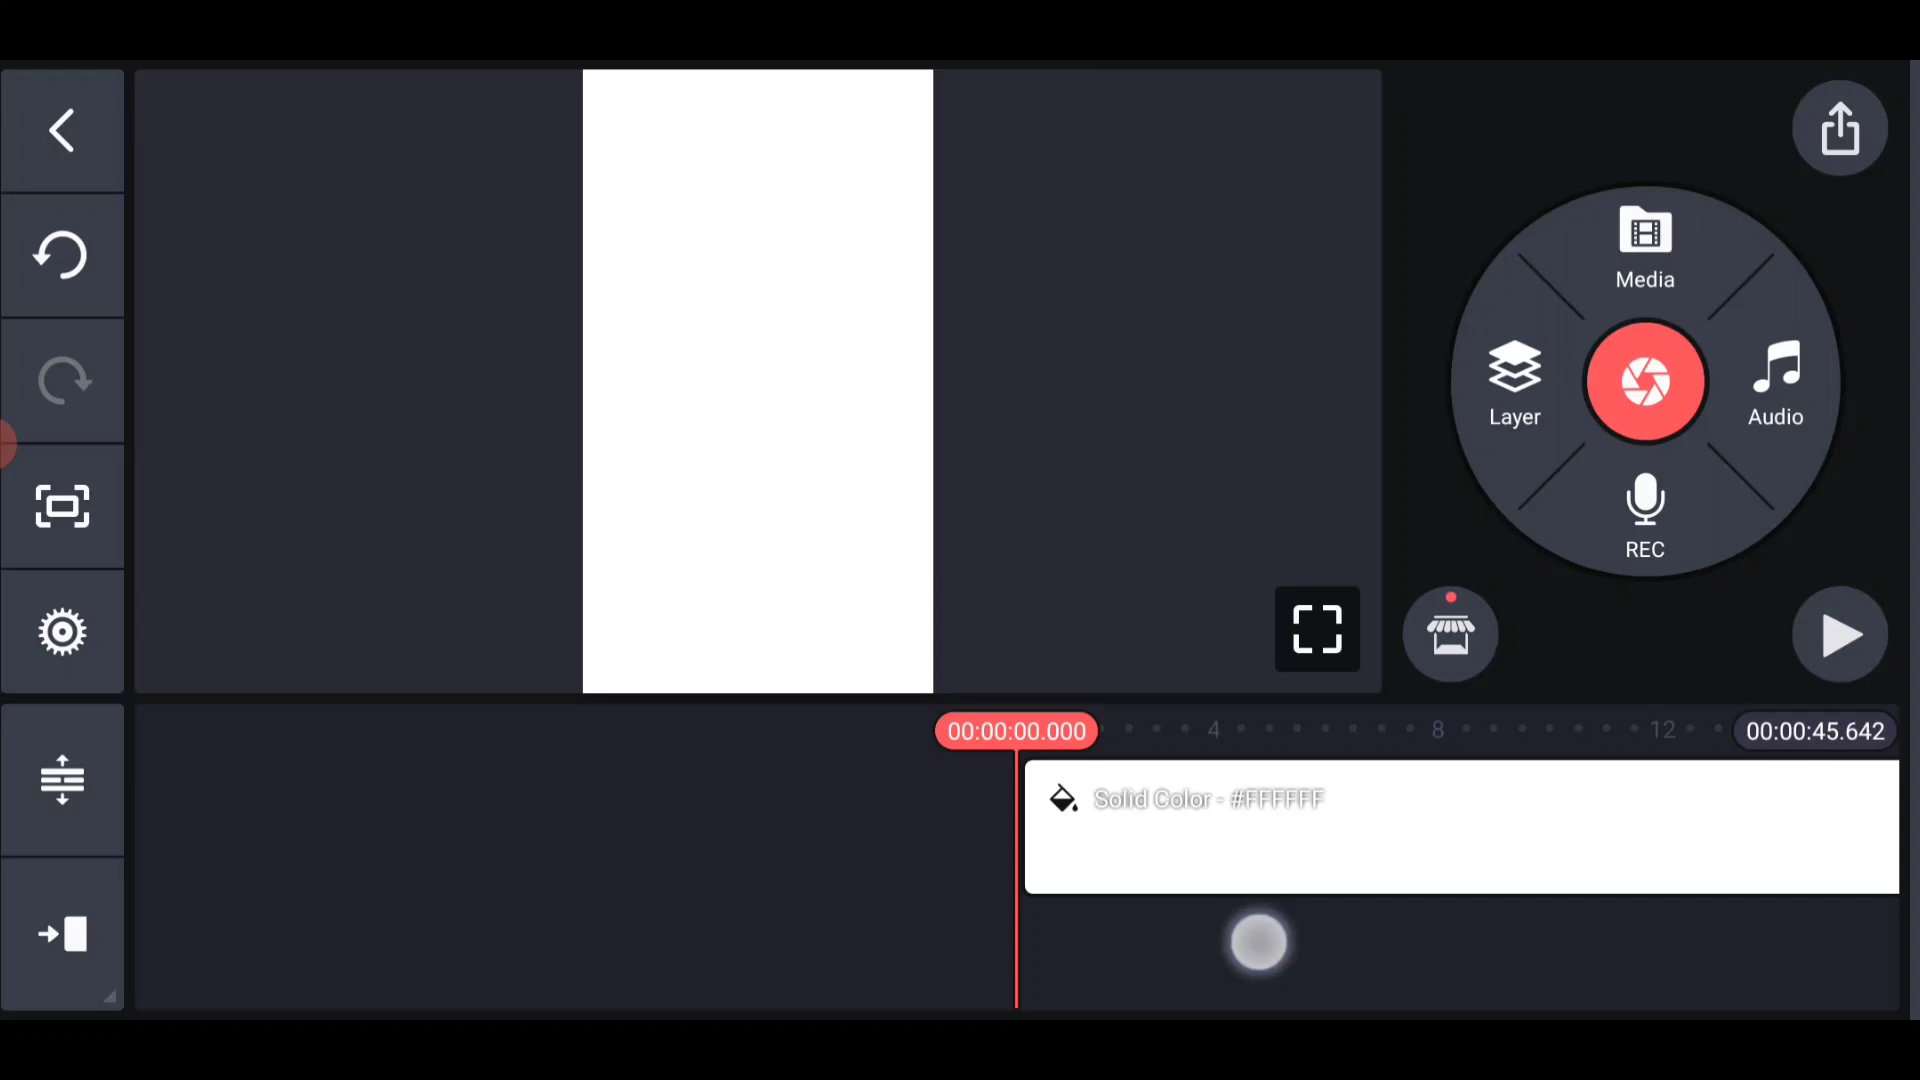 Media
Layer
Audio
REC
00:00:00.000
4
8
12
00:00:45.642
Solid Color - #FFFFFF